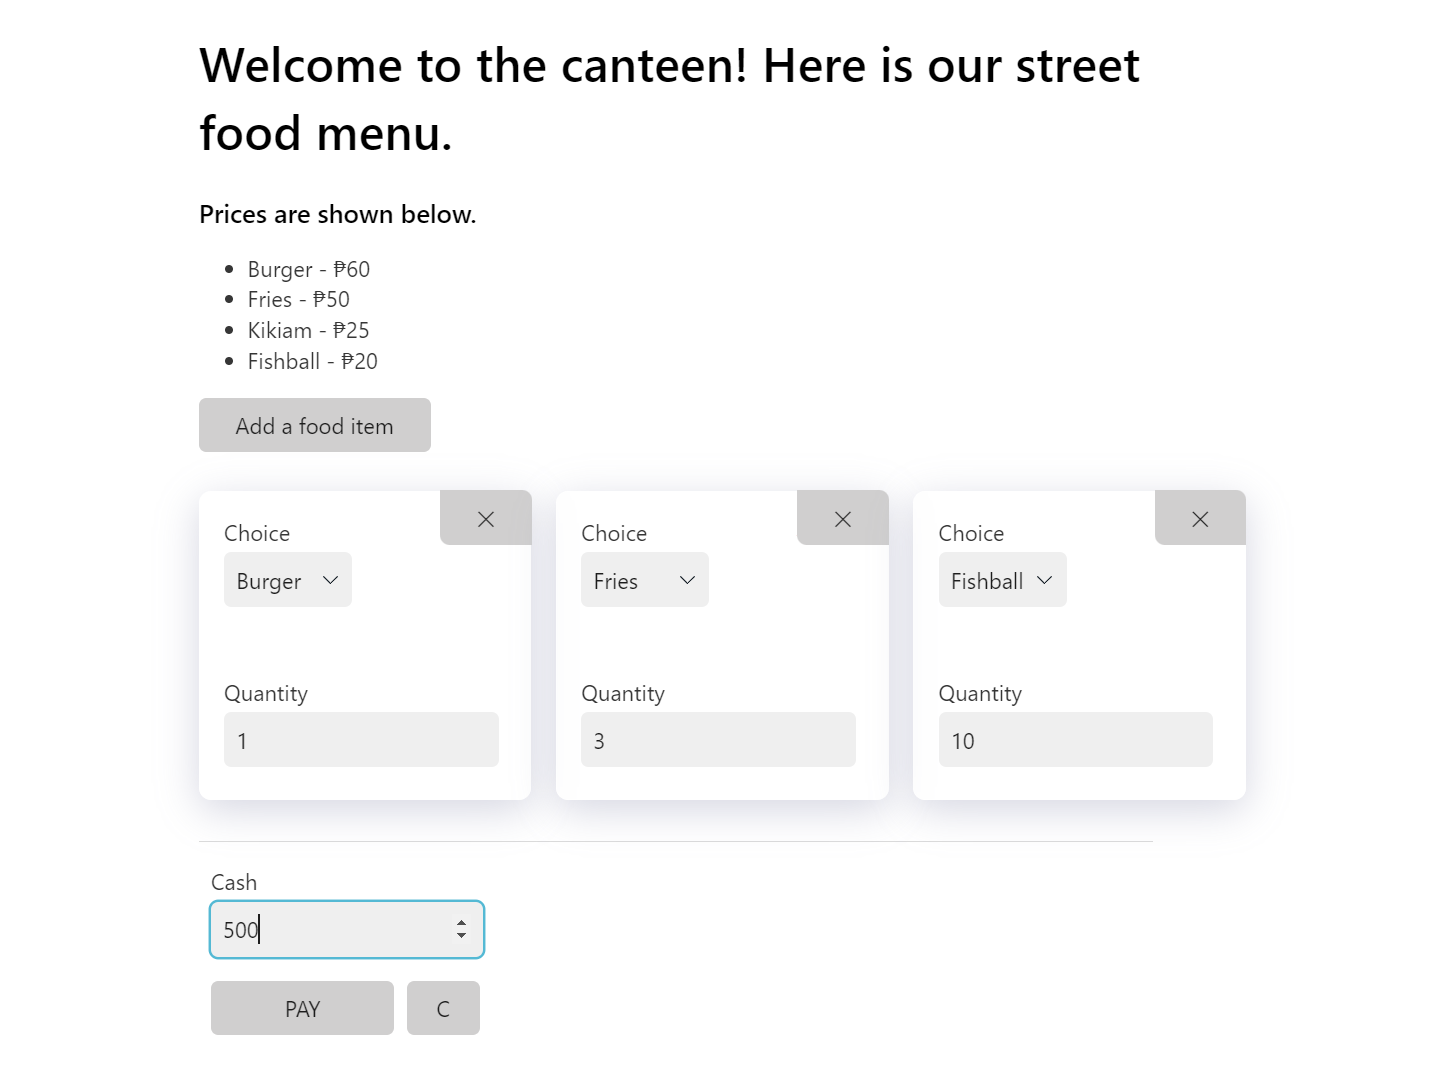 Welcome to the canteen! Here is our street
food menu.
Prices are shown below.
Burger - ₱60
Fries - ₱50
Kikiam - ₱25
Fishball - ₱20
Add a food item
Choice
Burger
Quantity
1
Choice
Fries
Quantity
3
Choice
Fishball
Quantity
10
Cash
500
PAY
C